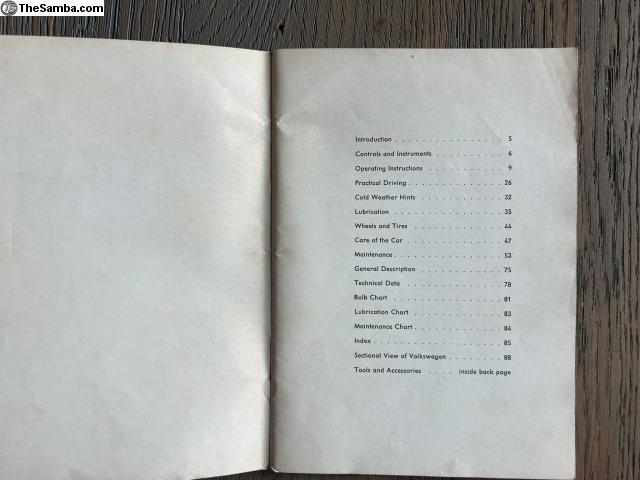 TheSamba.com
Introduction . . . . . . . . . . . . . . . . 5
Controls and Instruments . . . . . . . . . . 6
Operating Instructions . . . . . . . . . . . 9
Practical Driving . . . . . . . . . . . . . . 26
Cold Weather Hints . . . . . . . . . . . . 32
Lubrication . . . . . . . . . . . . . . . . 35
Wheels and Tires . . . . . . . . . . . . . 44
Care of the Car . . . . . . . . . . . . . . 47
Maintenance . . . . . . . . . . . . . . . . 53
General Description . . . . . . . . . . . . 75
Technical Data . . . . . . . . . . . . . . 78
Bulb Chart . . . . . . . . . . . . . . . . 81
Lubrication Chart . . . . . . . . . . . . . 83
Maintenance Chart . . . . . . . . . . . . . 84
Index . . . . . . . . . . . . . . . . . . . 85
Sectional View of Volkswagen . . . . . . . . 88
Tools and Accessories . . . . inside back page